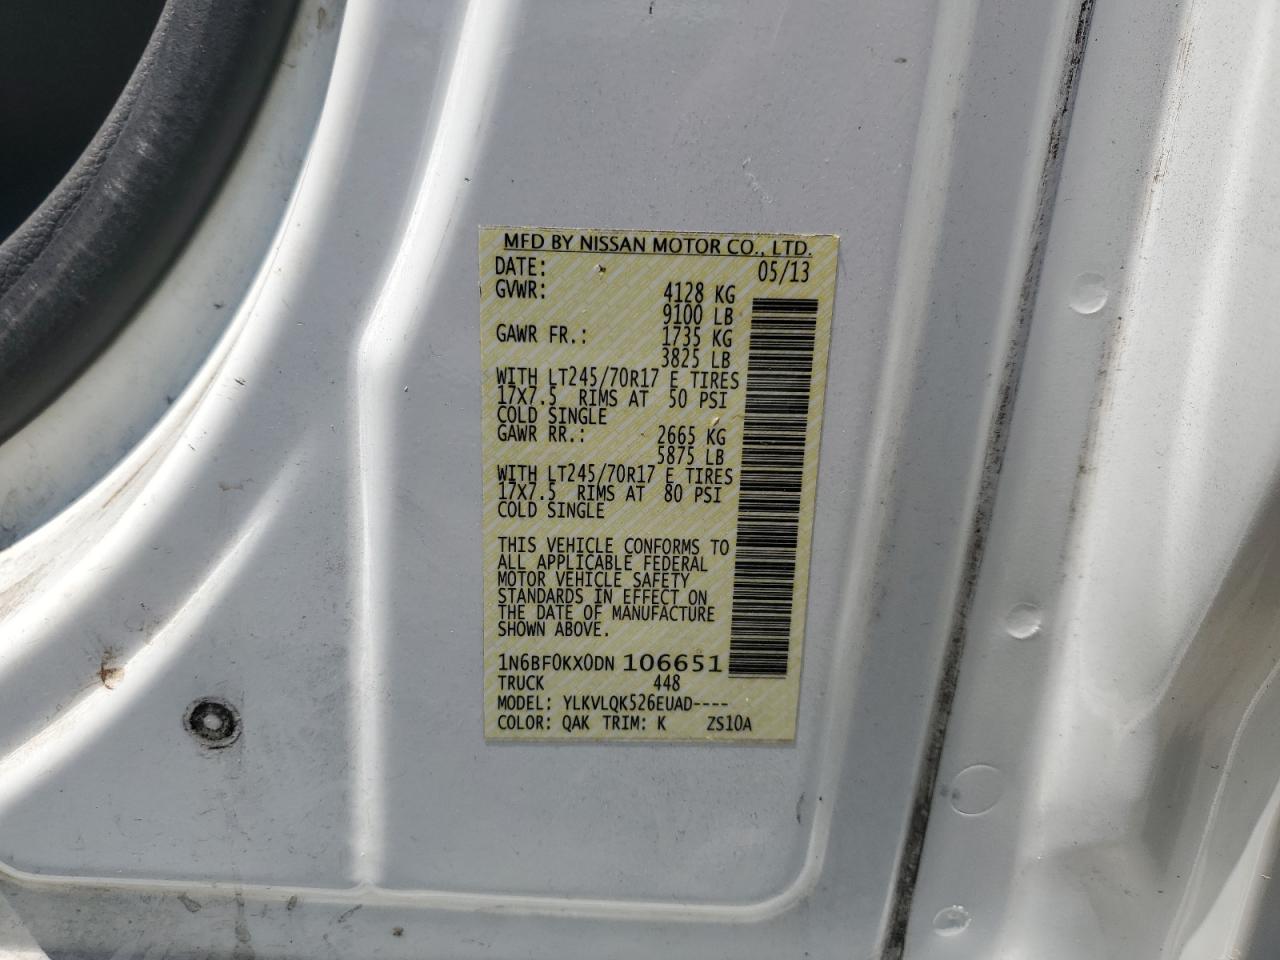 MFD BY NISSAN MOTOR CO., LTD.
DATE: 05/13
GVWR: 4128 KG
9100 LB
GAWR FR.: 1735 KG
3825 LB
WITH LT245/70R17 E TIRES
17X7.5 RIMS AT 50 PSI
COLD SINGLE
GAWR RR.: 2665 KG
5875 LB
WITH LT245/70R17 E TIRES
17X7.5 RIMS AT 80 PSI
COLD SINGLE
THIS VEHICLE CONFORMS TO
ALL APPLICABLE FEDERAL
MOTOR VEHICLE SAFETY
STANDARDS IN EFFECT ON
THE DATE OF MANUFACTURE
SHOWN ABOVE.
1N6BF0KX0DN 106651
TRUCK 448
MODEL: YLKVLQK526EUAD----
COLOR: QAK TRIM: K ZS10A